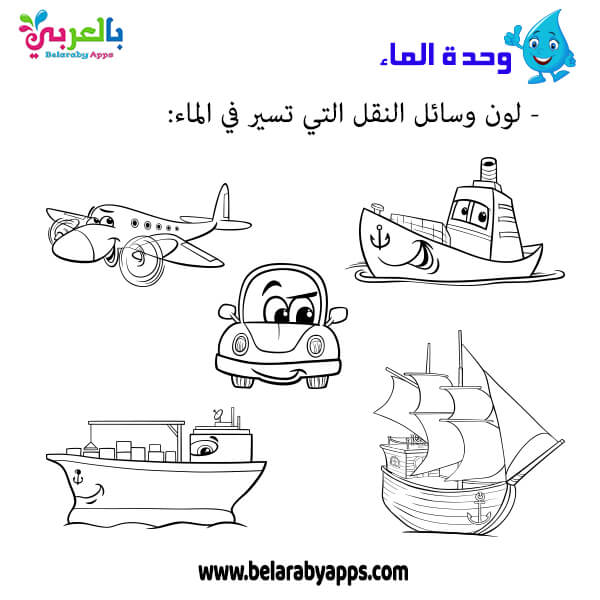 بالعربي
Belaraby Apps
وحدة الماء
- لون وسائل النقل التي تسير في الماء:
www.belarabyapps.com